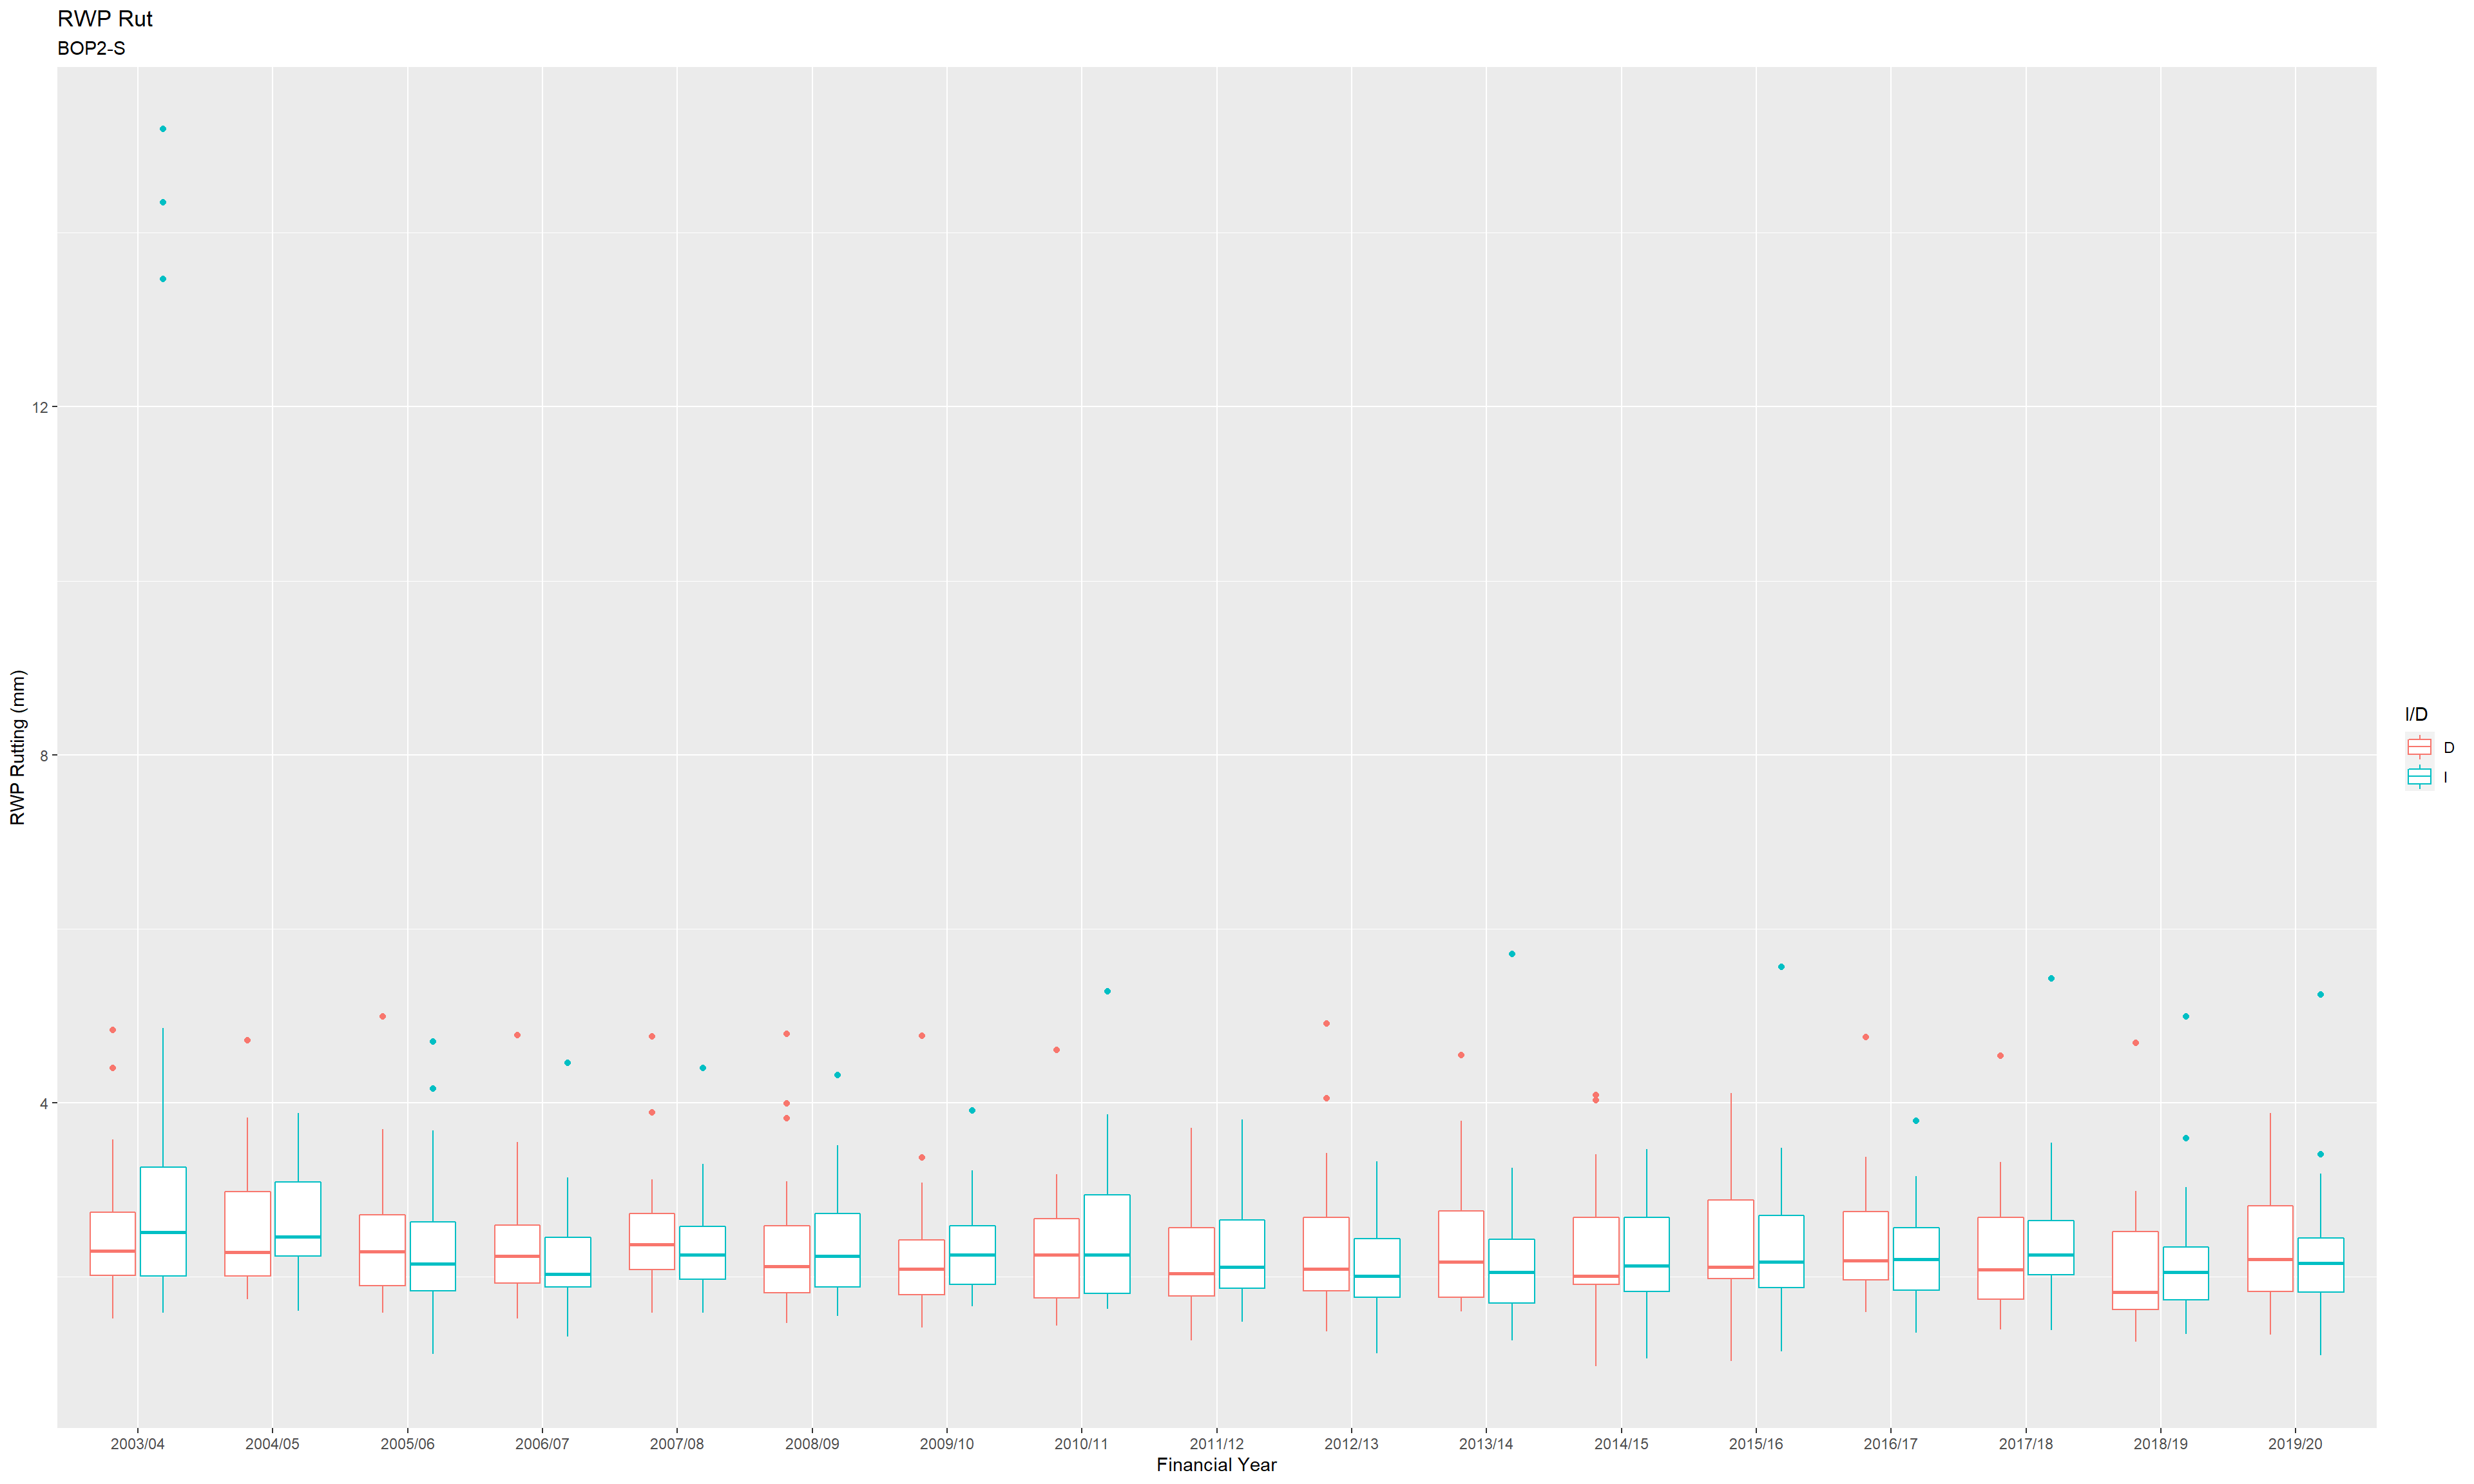 RWP Rut
BOP2-S
RWP Rutting (mm)
12
8
4
2003/04 2004/05 2005/06 2006/07 2007/08 2008/09 2009/10 2010/11 2011/12 2012/13 2013/14 2014/15 2015/16 2016/17 2017/18 2018/19 2019/20
Financial Year
I/D
D
I